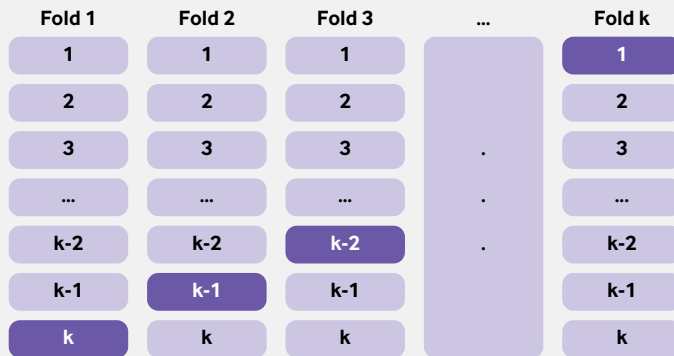 Fold 1 Fold 2 Fold 3 ... Fold k
1 1 1 1
2 2 2 2
3 3 3 . 3
... ... ... . ...
k-2 k-2 k-2 . k-2
k-1 k-1 k-1 k-1
k k k k